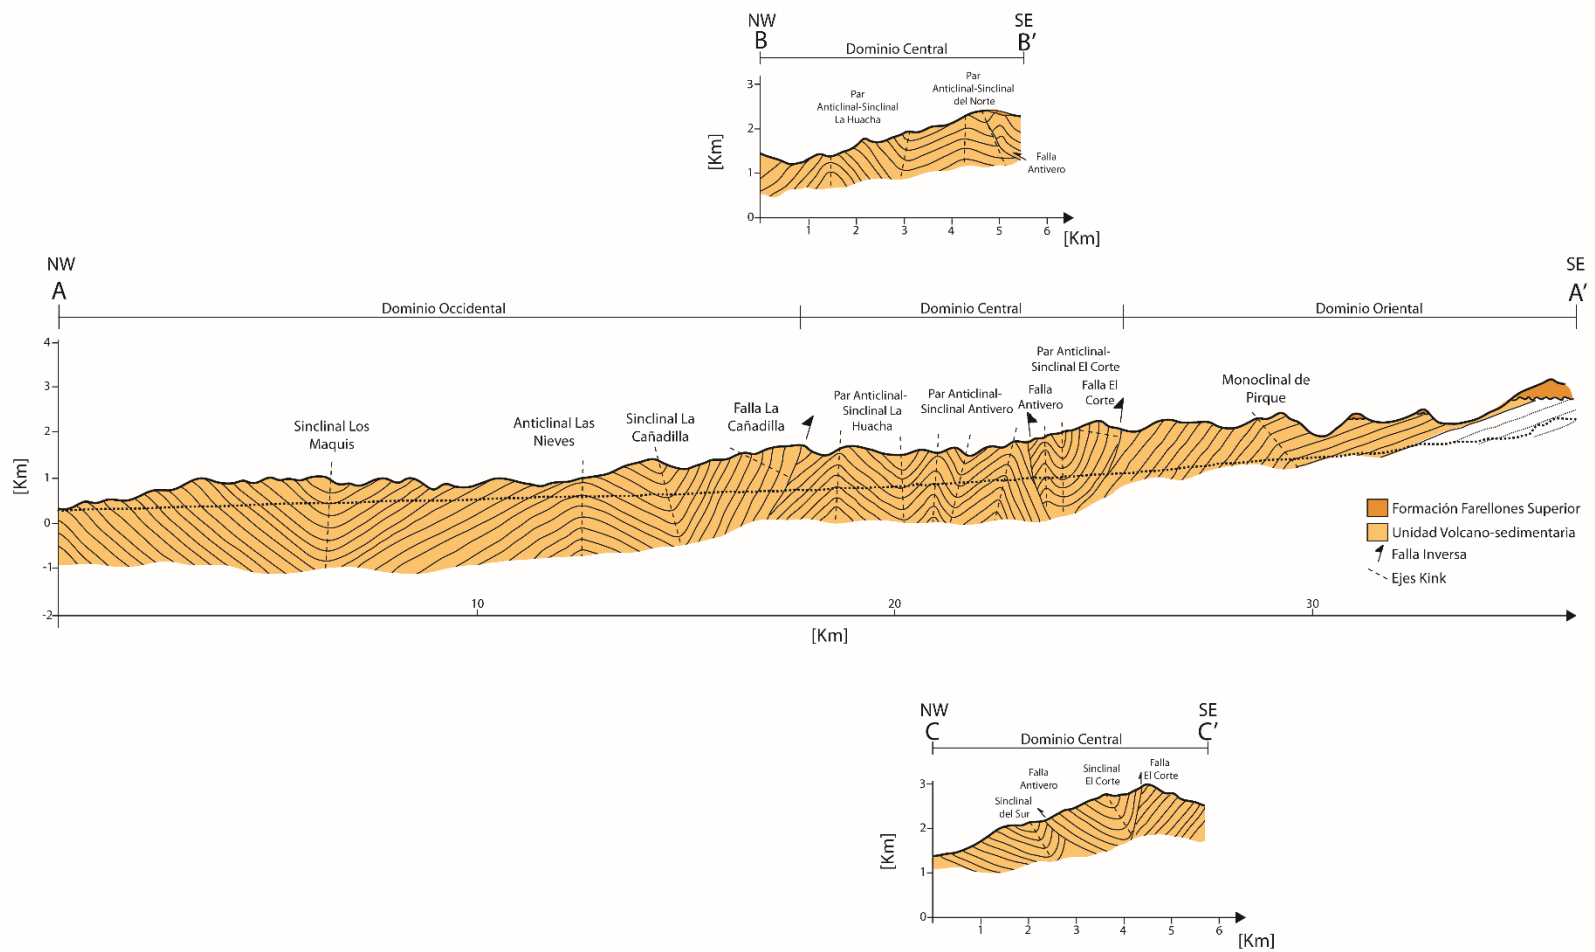 NW
B
SE
B'
Dominio Central
3
2
1
0
[Km]
Par
Anticlinal-Sinclinal
La Huacha
Par
Anticlinal-Sinclinal
del Norte
Falla
Antivero
1
2
3
4
5
6
[Km]
NW
A
SE
A'
Dominio Occidental
Dominio Central
Dominio Oriental
4
3
2
1
0
-1
-2
[Km]
Sinclinal Los
Maquis
Anticlinal Las
Nieves
Sinclinal La
Cañadilla
Falla La
Cañadilla
Par Anticlinal-
Sinclinal La
Huacha
Par Anticlinal-
Sinclinal Antivero
Falla
Antivero
Par Anticlinal-
Sinclinal El Corte
Falla El
Corte
Monoclinal de
Pirque
Formación Farellones Superior
Unidad Volcano-sedimentaria
Falla Inversa
Ejes Kink
10
20
30
[Km]
NW
C
SE
C'
Dominio Central
3
2
1
0
[Km]
Sinclinal
del Sur
Falla
Antivero
Sinclinal
El Corte
Falla
El Corte
1
2
3
4
5
6
[Km]